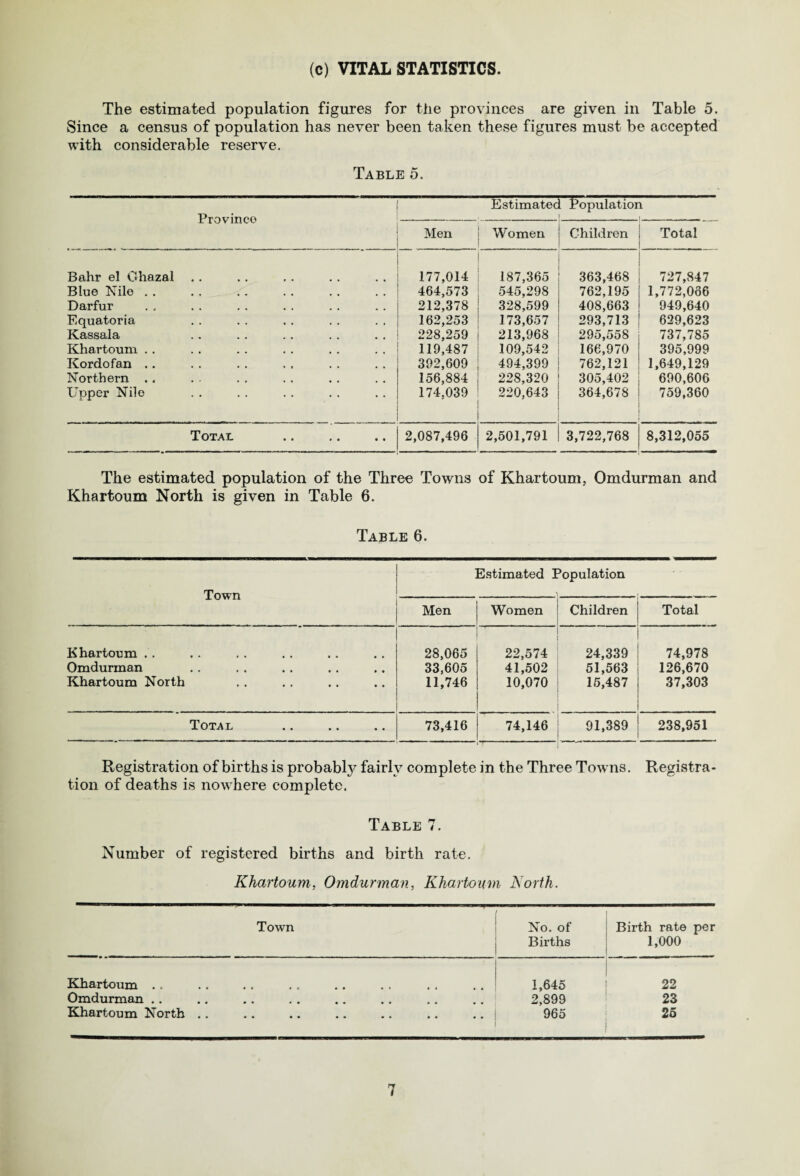 (c) VITAL STATISTICS.
The estimated population figures for the provinces are given in Table 5.
Since a census of population has never been taken these figures must be accepted
with considerable reserve.
Table 5.
Province
Estimated Population
Men Women Children Total
Bahr el Ghazal .. .. .. .. .. 177,014 187,365 363,468 727,847
Blue Nile .. .. .. .. .. .. 464,573 545,298 762,195 1,772,066
Darfur .. .. .. .. .. .. 212,378 328,599 408,663 949,640
Equatoria .. .. .. .. .. 162,253 173,657 293,713 629,623
Kassala .. .. .. .. .. 228,259 213,968 295,558 737,785
Khartoum .. .. .. .. .. .. 119,487 109,542 166,970 395,999
Kordofan .. .. .. .. .. .. 392,609 494,399 762,121 1,649,129
Northern .. .. .. .. .. .. 156,884 228,320 305,402 690,606
Upper Nile .. .. .. .. .. 174,039 220,643 364,678 759,360
Total .. .. .. 2,087,496 2,501,791 3,722,768 8,312,055
The estimated population of the Three Towns of Khartoum, Omdurman and
Khartoum North is given in Table 6.
Table 6.
Town
Estimated Population
Men Women Children Total
Khartoum .. .. .. .. .. .. 28,065 22,574 24,339 74,978
Omdurman .. .. .. .. .. 33,605 41,502 51,563 126,670
Khartoum North .. .. .. .. 11,746 10,070 15,487 37,303
Total .. .. .. 73,416 74,146 91,389 238,951
Registration of births is probably fairly complete in the Three Towns. Registra-
tion of deaths is nowhere complete.
Table 7.
Number of registered births and birth rate.
Khartoum, Omdurman, Khartoum North.
Town No. of Births Birth rate per 1,000
Khartoum .. .. .. .. .. .. .. .. 1,645 22
Omdurman .. .. .. .. .. .. .. .. 2,899 23
Khartoum North .. .. .. .. .. .. .. 965 25
7